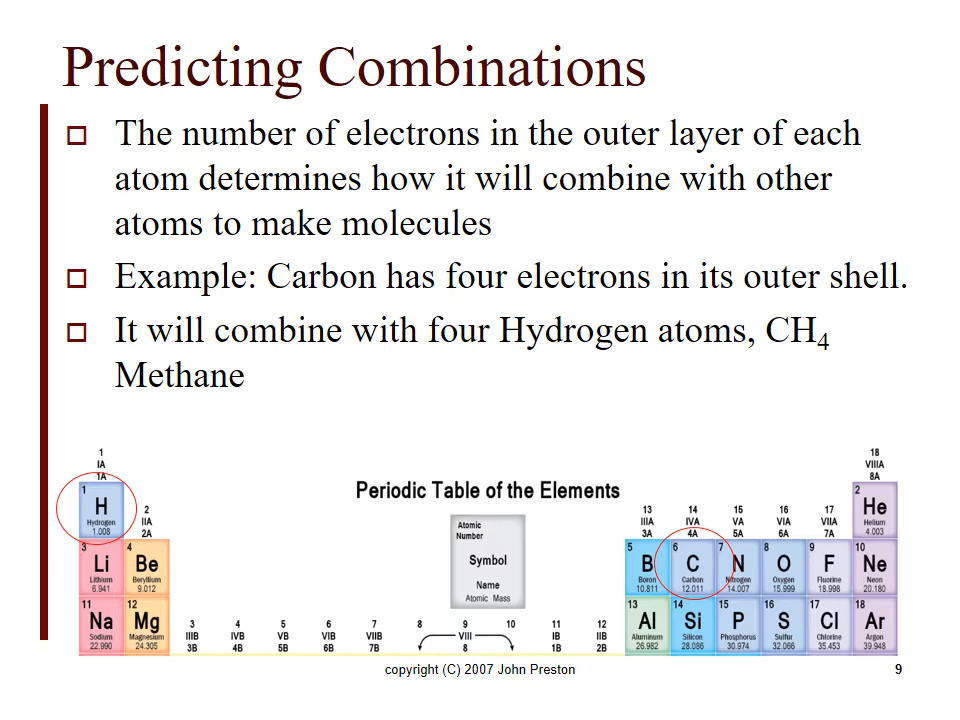 Predicting Combinations
The number of electrons in the outer layer of each
atom determines how it will combine with other
atoms to make molecules
Example: Carbon has four electrons in its outer shell.
It will combine with four Hydrogen atoms, CH₄
Methane
1 18
IA VIIIA
1A 8A
Periodic Table of the Elements
1 2
H He
Hydrogen Helium
1.008 4.003
2 13 14 15 16 17
IIA IIIA IVA VA VIA VIIA
2A 3A 4A 5A 6A 7A
Atomic
Number
Symbol
Name
Atomic Mass
3 4 5 6 7 8 9 10
Li Be B C N O F Ne
Lithium Beryllium Boron Carbon Nitrogen Oxygen Fluorine Neon
6.941 9.012 10.811 12.011 14.007 15.999 18.998 20.180
11 12 13 14 15 16 17 18
Na Mg Al Si P S Cl Ar
Sodium Magnesium Aluminum Silicon Phosphorus Sulfur Chlorine Argon
22.990 24.305 26.982 28.086 30.974 32.066 35.453 39.948
3 4 5 6 7 8 9 10 11 12
IIIB IVB VB VIB VIIB VIII IB IIB
3B 4B 5B 6B 7B 8 1B 2B
copyright (C) 2007 John Preston 9